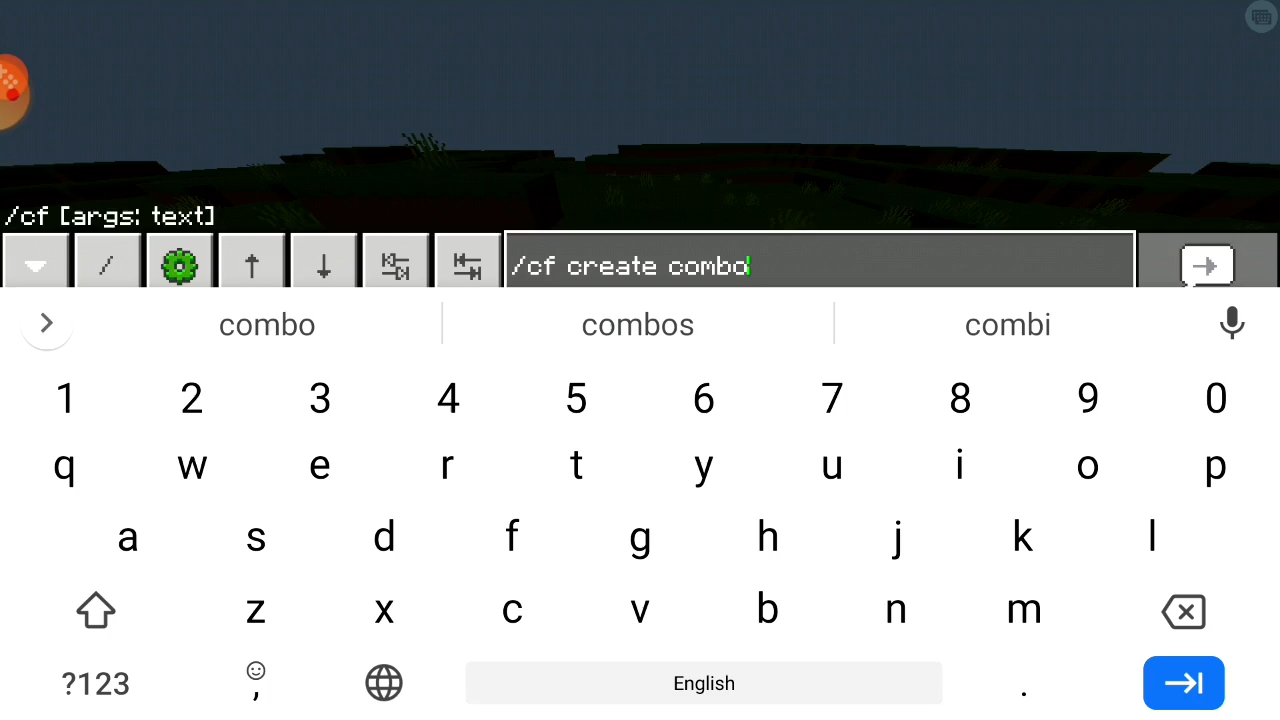 /cf [args: text]
/
/cf create combo
combo combos combi
1 2 3 4 5 6 7 8 9 0
q w e r t y u i o p
a s d f g h j k l
z x c v b n m
?123 , English .